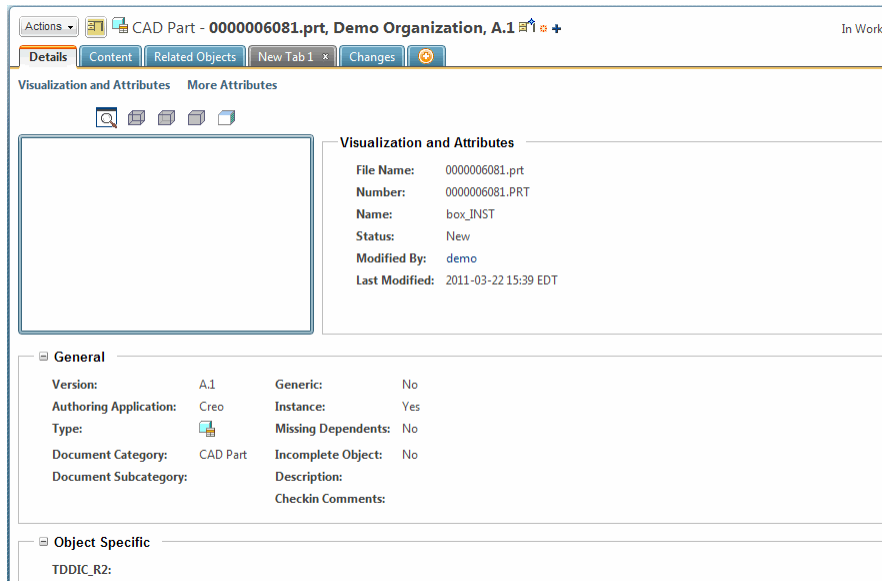 Actions CAD Part - 0000006081.prt, Demo Organization, A.1 In Work
Details Content Related Objects New Tab 1 × Changes
Visualization and Attributes More Attributes
Visualization and Attributes
File Name: 0000006081.prt
Number: 0000006081.PRT
Name: box_INST
Status: New
Modified By: demo
Last Modified: 2011-03-22 15:39 EDT
General
Version: A.1 Generic: No
Authoring Application: Creo Instance: Yes
Type: Missing Dependents: No
Document Category: CAD Part Incomplete Object: No
Document Subcategory: Description:
Checkin Comments:
Object Specific
TDDIC_R2: